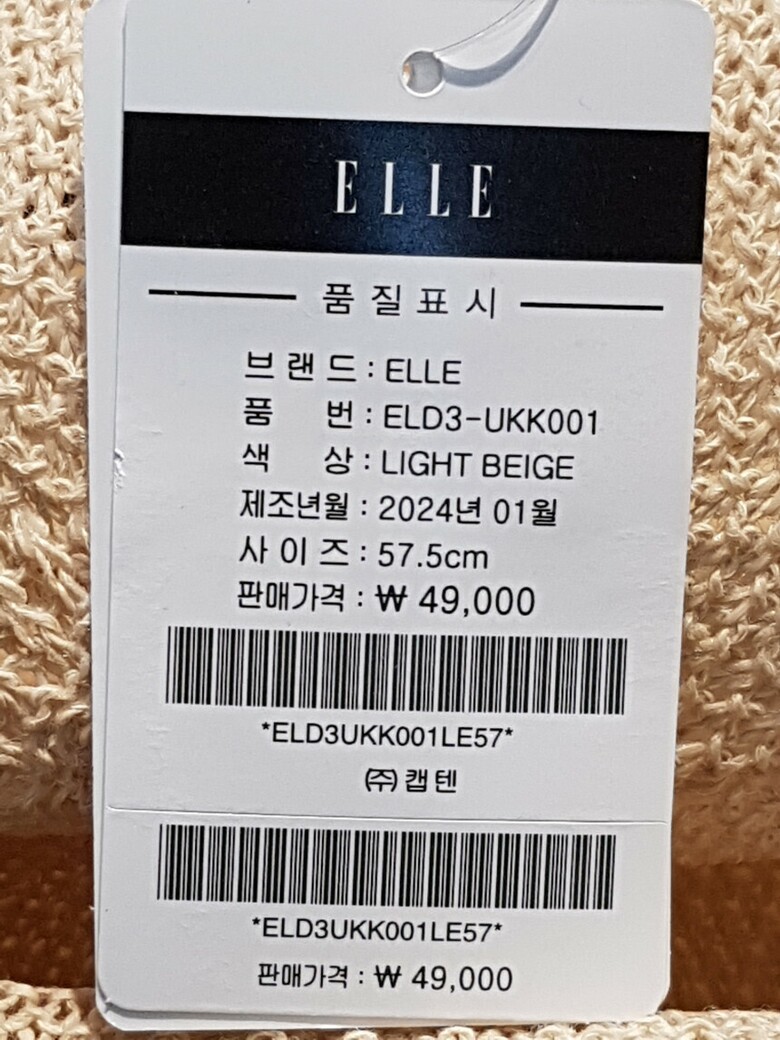 ELLE
품질표시
브랜드 : ELLE
품 번 : ELD3-UKK001
색 상 : LIGHT BEIGE
제조년월 : 2024년 01월
사이즈 : 57.5cm
판매가격 : ₩ 49,000
*ELD3UKK001LE57*
㈜캡텐
*ELD3UKK001LE57*
판매가격 : ₩ 49,000